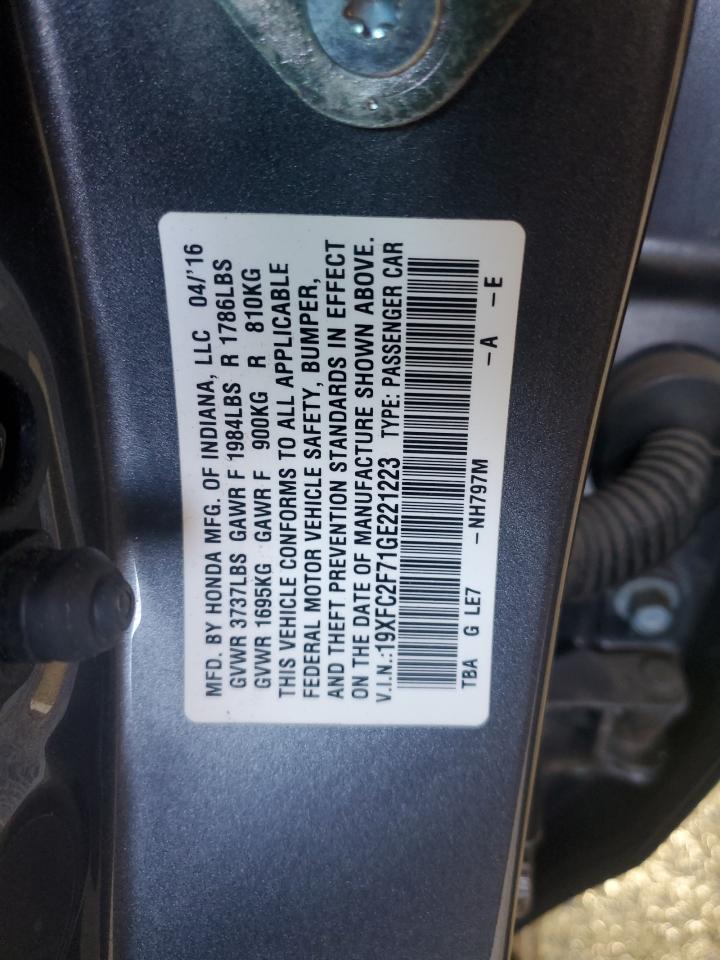 MFD. BY HONDA MFG. OF INDIANA, LLC 04/'16
GVWR 3737LBS GAWR F 1984LBS R 1786LBS
GVWR 1695KG GAWR F 900KG R 810KG
THIS VEHICLE CONFORMS TO ALL APPLICABLE
FEDERAL MOTOR VEHICLE SAFETY, BUMPER,
AND THEFT PREVENTION STANDARDS IN EFFECT
ON THE DATE OF MANUFACTURE SHOWN ABOVE.
V.I.N.:19XFC2F71GE221223 TYPE: PASSENGER CAR
TBA G LE7 -NH797M -A -E